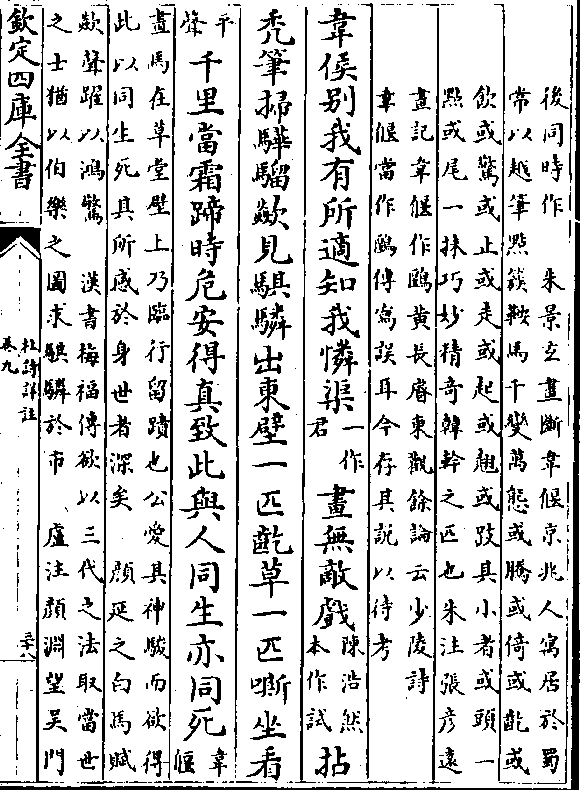 後同時作　朱景玄畫斷韋偃京兆人寓居於蜀
常以越筆點簇鞍馬千變萬態或騰或倚或齕或
飲或驚或止或走或起或翹或跂其小者或頭一
點或尾一抹巧妙精奇韓幹之匹也朱注張彦遠
畫記韋偃作鶠黄長睿東觀餘論云少陵詩
韋偃當作鶠傳寫誤耳今存其説以待考
韋侯别我有所適知我憐渠一作君畫無敵戲陳浩然本作試拈
禿筆掃驊騮歘見騏驎出東壁一匹齕草一匹嘶坐看
平聲千里當霜蹄時危安得真致此與人同生亦同死韋偃
畫馬在草堂壁上乃臨行留蹟也公愛其神駿而欲得
此以同生死其所感於身世者深矣　顔延之白馬賦
歘聳躍以鴻驚　漢書梅福傳欲以三代之法取當世
之士猶以伯樂之圖求騏驎於市　盧注顔淵望吳門
欽定四庫全書
杜詩詳註
卷九
三十八